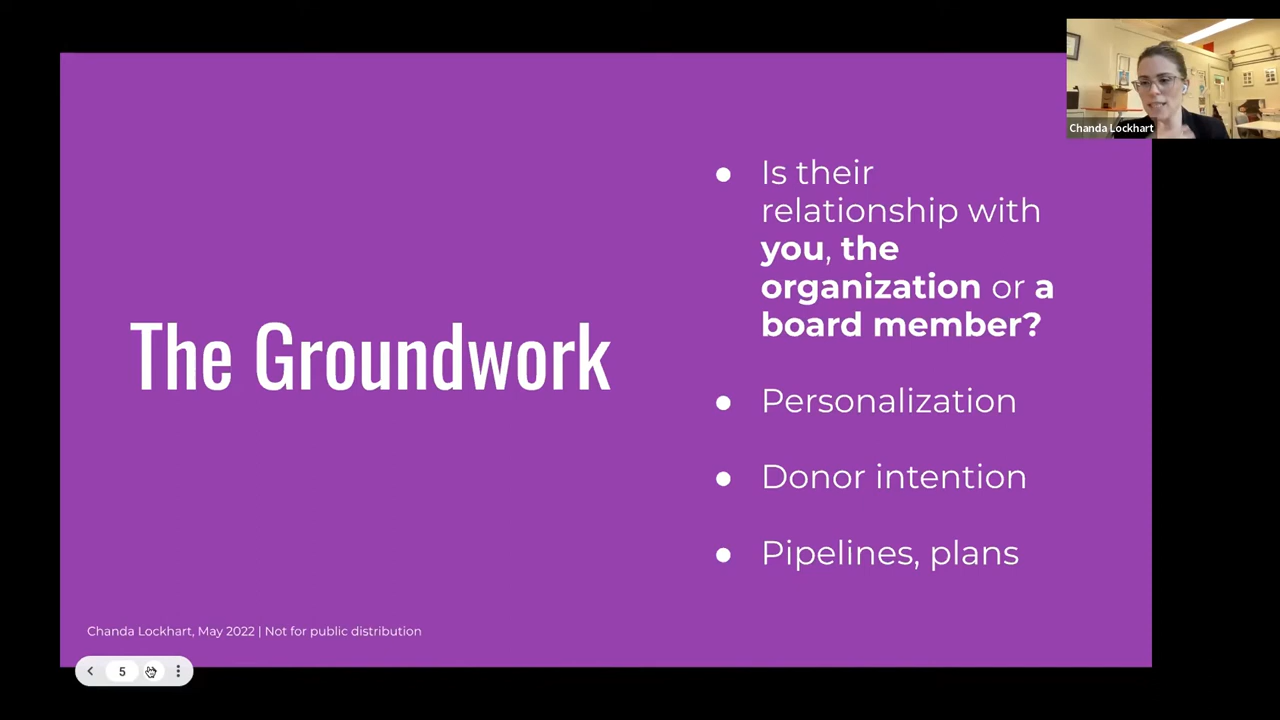 Chanda Lockhart
The Groundwork
● Is their
relationship with
you, the
organization or a
board member?
● Personalization
● Donor intention
● Pipelines, plans
Chanda Lockhart, May 2022 | Not for public distribution
5